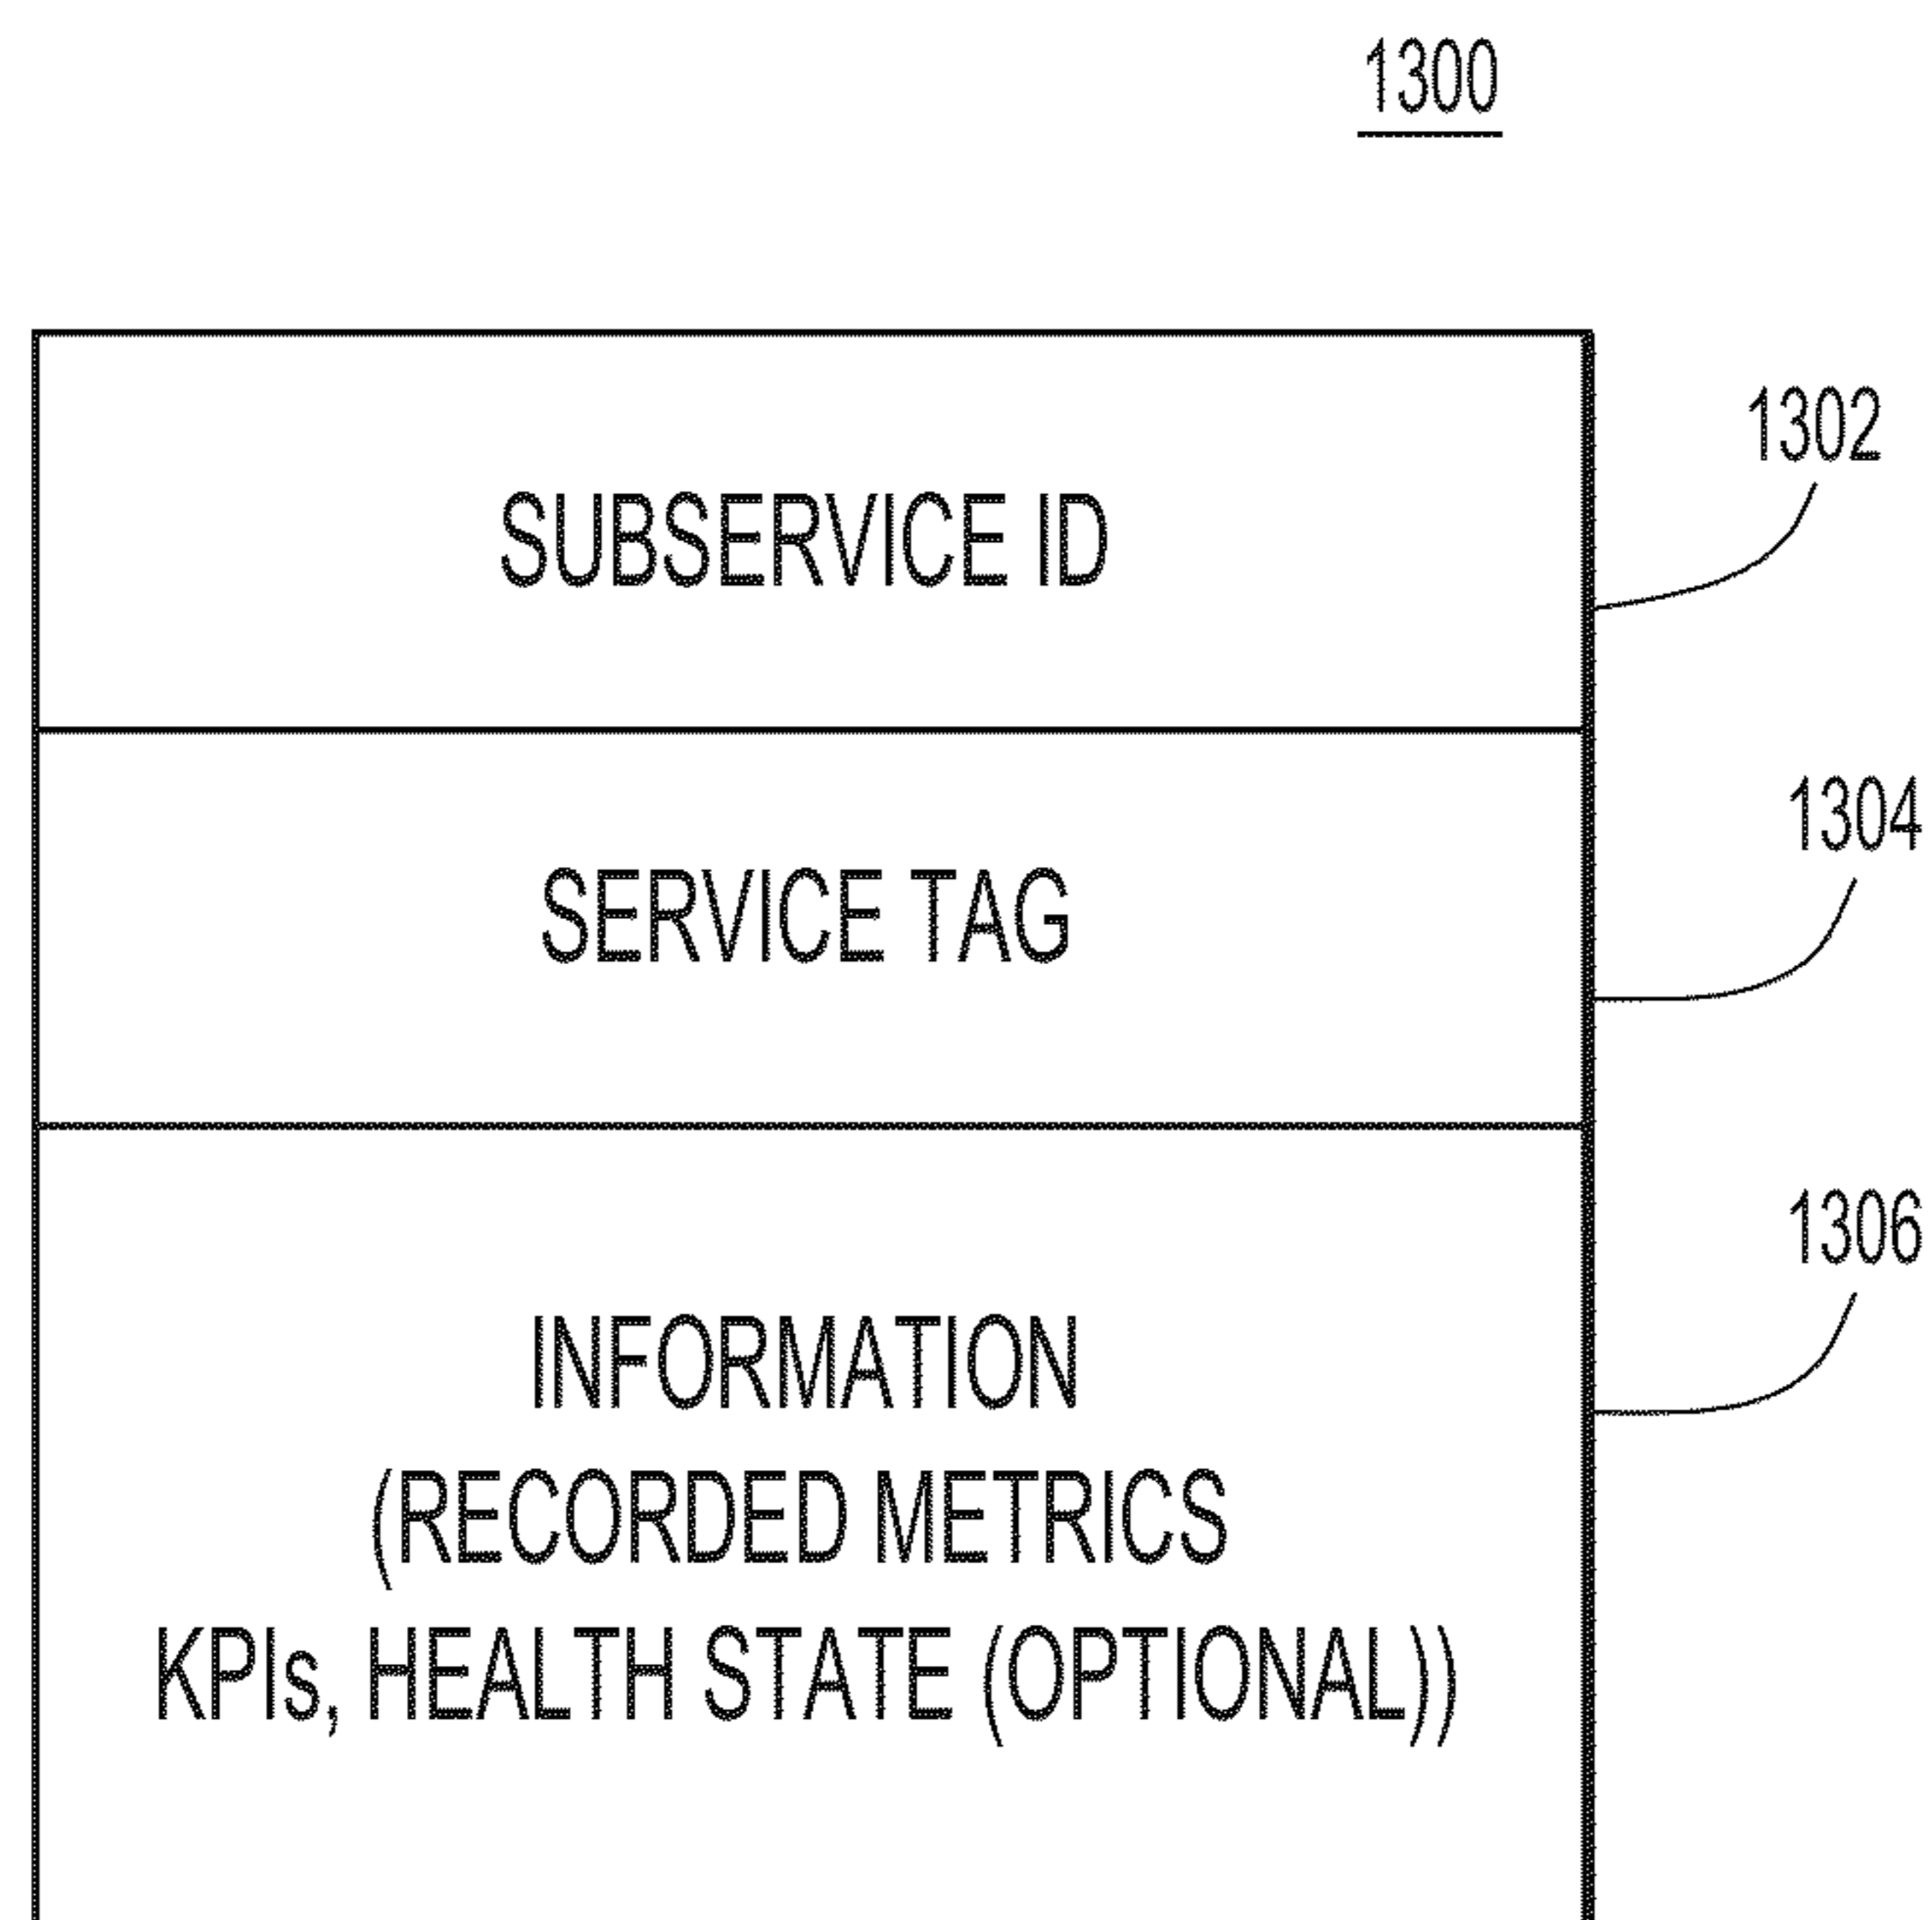 1300
SUBSERVICE ID
1302
SERVICE TAG
1304
INFORMATION
1306
(RECORDED METRICS
KPIs, HEALTH STATE (OPTIONAL))